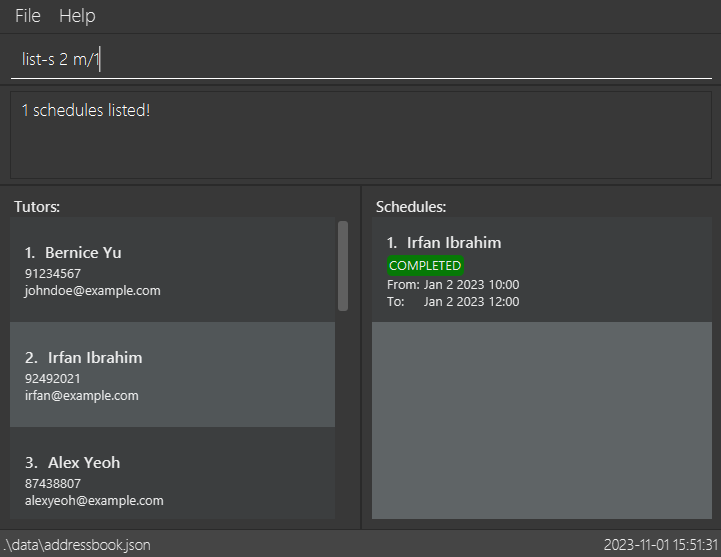 File Help
list-s 2 m/1
1 schedules listed!
Tutors:
1. Bernice Yu
91234567
johndoe@example.com
2. Irfan Ibrahim
92492021
irfan@example.com
3. Alex Yeoh
87438807
alexyeoh@example.com
Schedules:
1. Irfan Ibrahim
COMPLETED
From: Jan 2 2023 10:00
To: Jan 2 2023 12:00
.\data\addressbook.json
2023-11-01 15:51:31